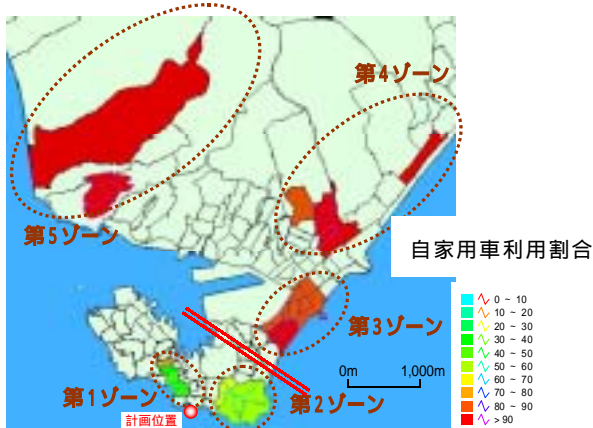 第4ゾーン
第5ゾーン
自家用車利用割合
第3ゾーン
0m 1,000m
第1ゾーン
第2ゾーン
計画位置
0 ~ 10
10 ~ 20
20 ~ 30
30 ~ 40
40 ~ 50
50 ~ 60
60 ~ 70
70 ~ 80
80 ~ 90
> 90